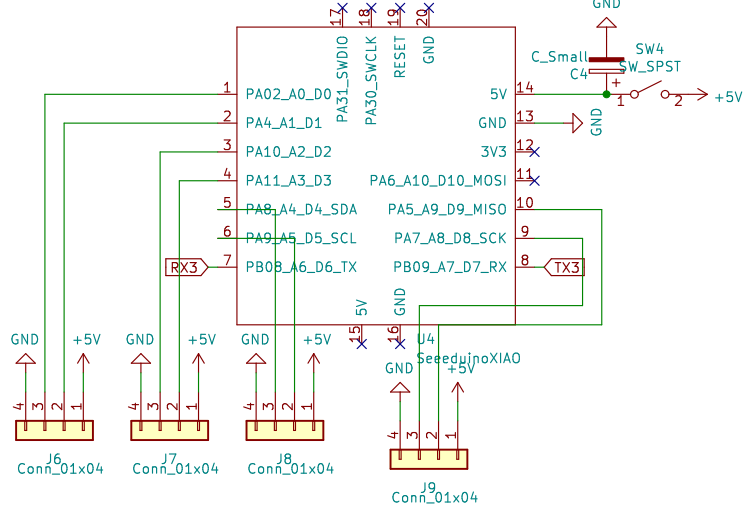 GND
17 18 19 20
PA31_SWDIO PA30_SWCLK RESET GND
C_Small
C4
+
SW4
SW_SPST
1 2 +5V
1 PA02_A0_D0 5V 14
2 PA4_A1_D1 GND 13 GND
3 PA10_A2_D2 3V3 12
4 PA11_A3_D3 PA6_A10_D10_MOSI 11
5 PA8_A4_D4_SDA PA5_A9_D9_MISO 10
6 PA9_A5_D5_SCL PA7_A8_D8_SCK 9
RX3 7 PB08_A6_D6_TX PB09_A7_D7_RX 8 TX3
5V GND
15 16
U4
SeeeduinoXIAO
GND +5V GND +5V GND +5V
GND +5V
4 3 2 1 4 3 2 1 4 3 2 1
4 3 2 1
J6 J7 J8
Conn_01x04 Conn_01x04 Conn_01x04
J9
Conn_01x04